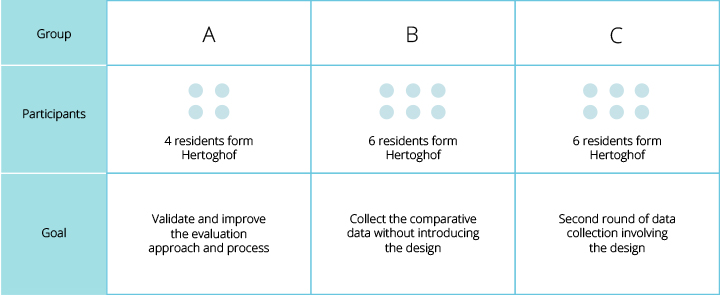 Group
A
B
C
Participants
4 residents form
Hertoghof
6 residents form
Hertoghof
6 residents form
Hertoghof
Goal
Validate and improve
the evaluation
approach and process
Collect the comparative
data without introducing
the design
Second round of data
collection involving
the design